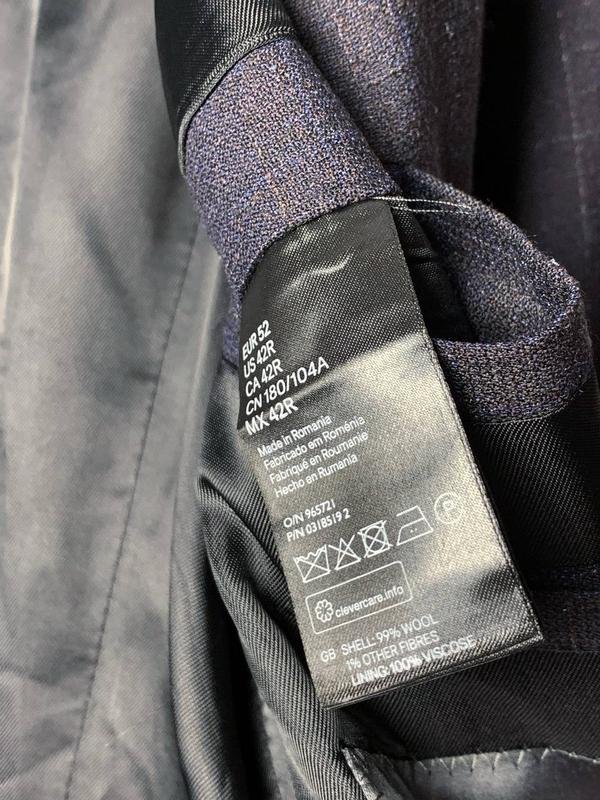 EUR 52
US 42R
CA 42R
CN 180/104A
MX 42R
Made in Romania
Fabricado em Roménia
Fabriqué en Roumanie
Hecho en Rumania
O/N 965721
P/N 0318519 2
P
clevercare.info
GB SHELL: 99% WOOL
1% OTHER FIBRES
LINING: 100% VISCOSE